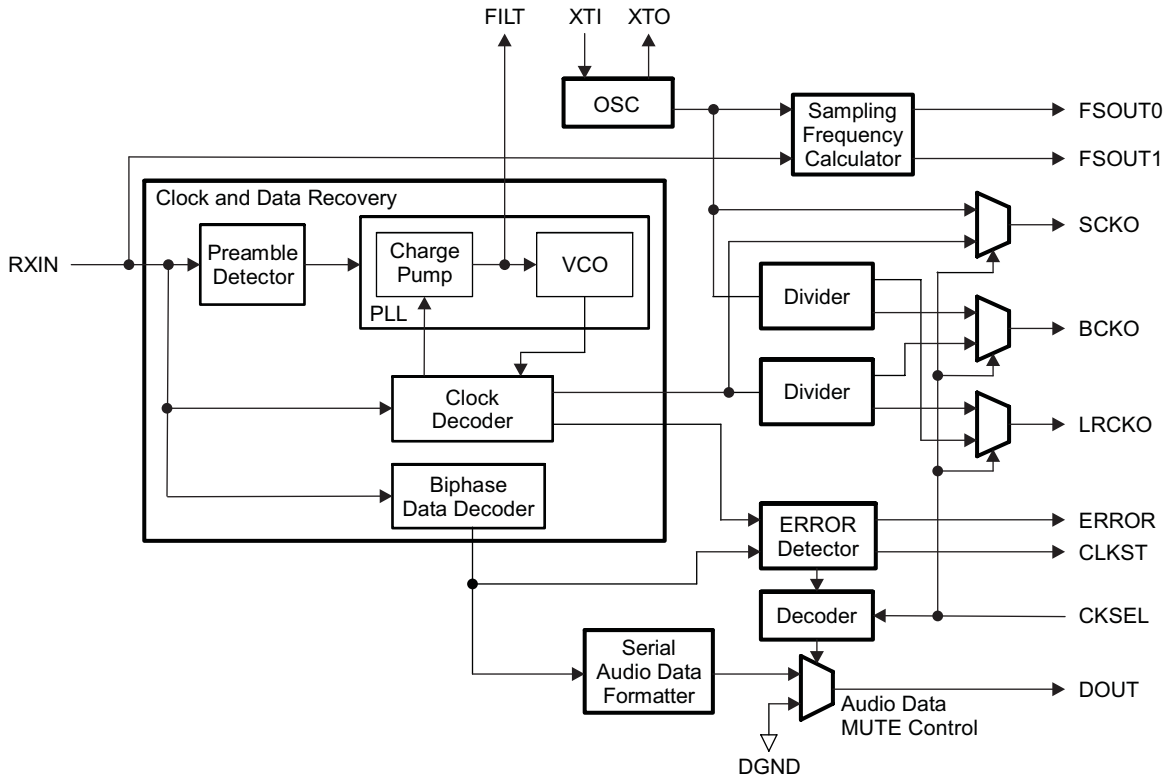 FILT
XTI
XTO
OSC
Sampling
Frequency
Calculator
FSOUT0
FSOUT1
Clock and Data Recovery
RXIN
Preamble
Detector
Charge
Pump
VCO
PLL
SCKO
Divider
BCKO
Clock
Decoder
Divider
LRCKO
Biphase
Data Decoder
ERROR
Detector
ERROR
CLKST
Decoder
CKSEL
Serial
Audio Data
Formatter
DOUT
Audio Data
MUTE Control
DGND